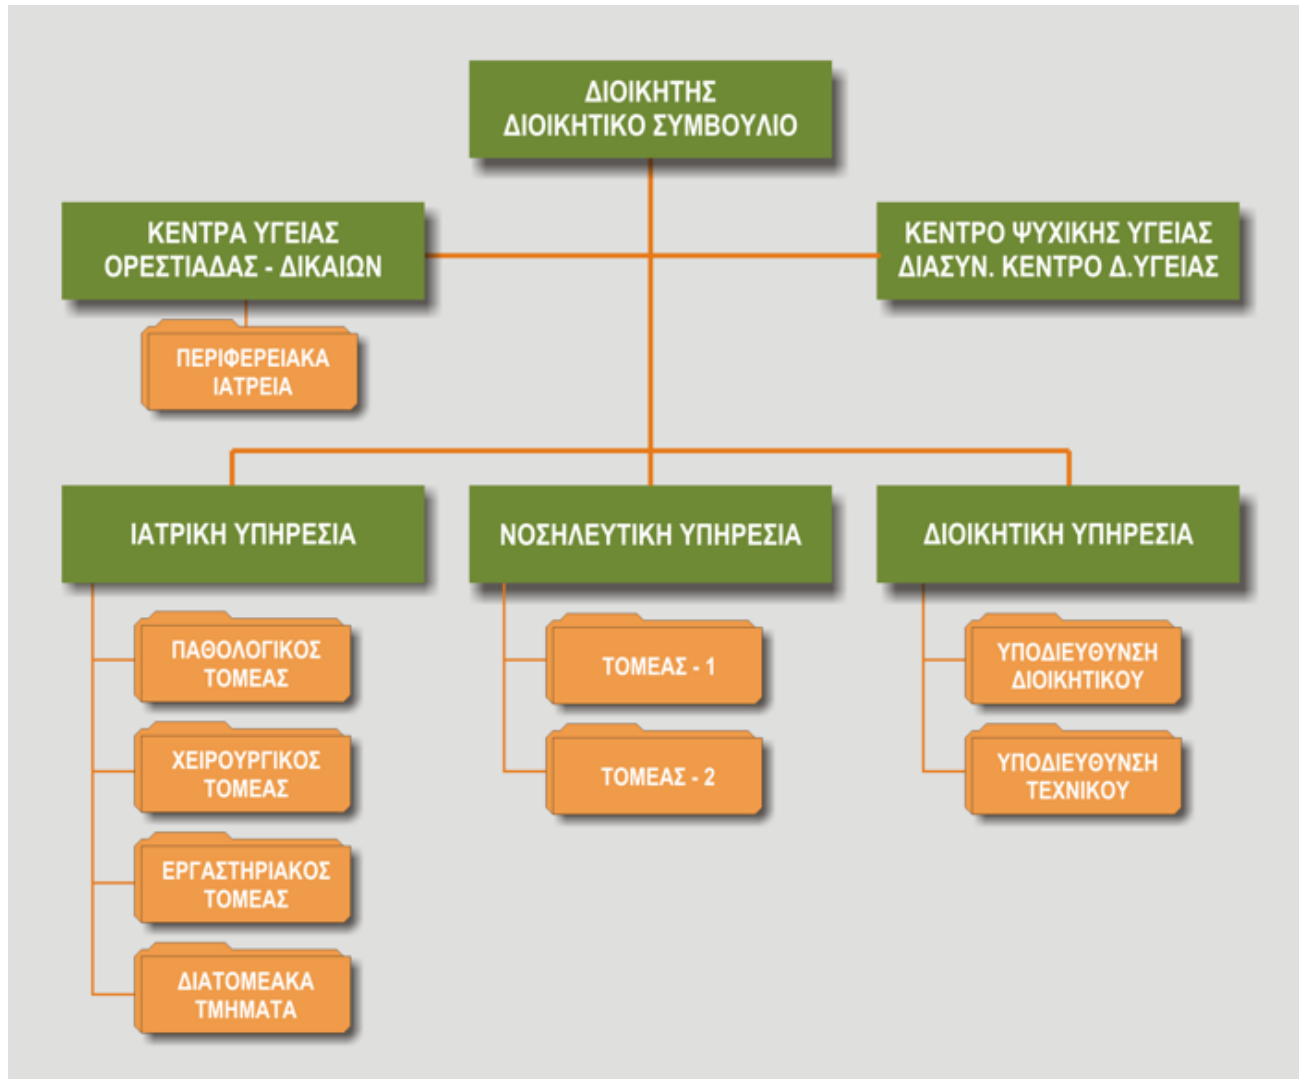 ΔΙΟΙΚΗΤΗΣ
ΔΙΟΙΚΗΤΙΚΟ ΣΥΜΒΟΥΛΙΟ
ΚΕΝΤΡΑ ΥΓΕΙΑΣ
ΟΡΕΣΤΙΑΔΑΣ - ΔΙΚΑΙΩΝ
ΚΕΝΤΡΟ ΨΥΧΙΚΗΣ ΥΓΕΙΑΣ
ΔΙΑΣΥΝ. ΚΕΝΤΡΟ Δ.ΥΓΕΙΑΣ
ΠΕΡΙΦΕΡΕΙΑΚΑ
ΙΑΤΡΕΙΑ
ΙΑΤΡΙΚΗ ΥΠΗΡΕΣΙΑ
ΠΑΘΟΛΟΓΙΚΟΣ
ΤΟΜΕΑΣ
ΧΕΙΡΟΥΡΓΙΚΟΣ
ΤΟΜΕΑΣ
ΕΡΓΑΣΤΗΡΙΑΚΟΣ
ΤΟΜΕΑΣ
ΔΙΑΤΟΜΕΑΚΑ
ΤΜΗΜΑΤΑ
ΝΟΣΗΛΕΥΤΙΚΗ ΥΠΗΡΕΣΙΑ
ΤΟΜΕΑΣ - 1
ΤΟΜΕΑΣ - 2
ΔΙΟΙΚΗΤΙΚΗ ΥΠΗΡΕΣΙΑ
ΥΠΟΔΙΕΥΘΥΝΣΗ
ΔΙΟΙΚΗΤΙΚΟΥ
ΥΠΟΔΙΕΥΘΥΝΣΗ
ΤΕΧΝΙΚΟΥ